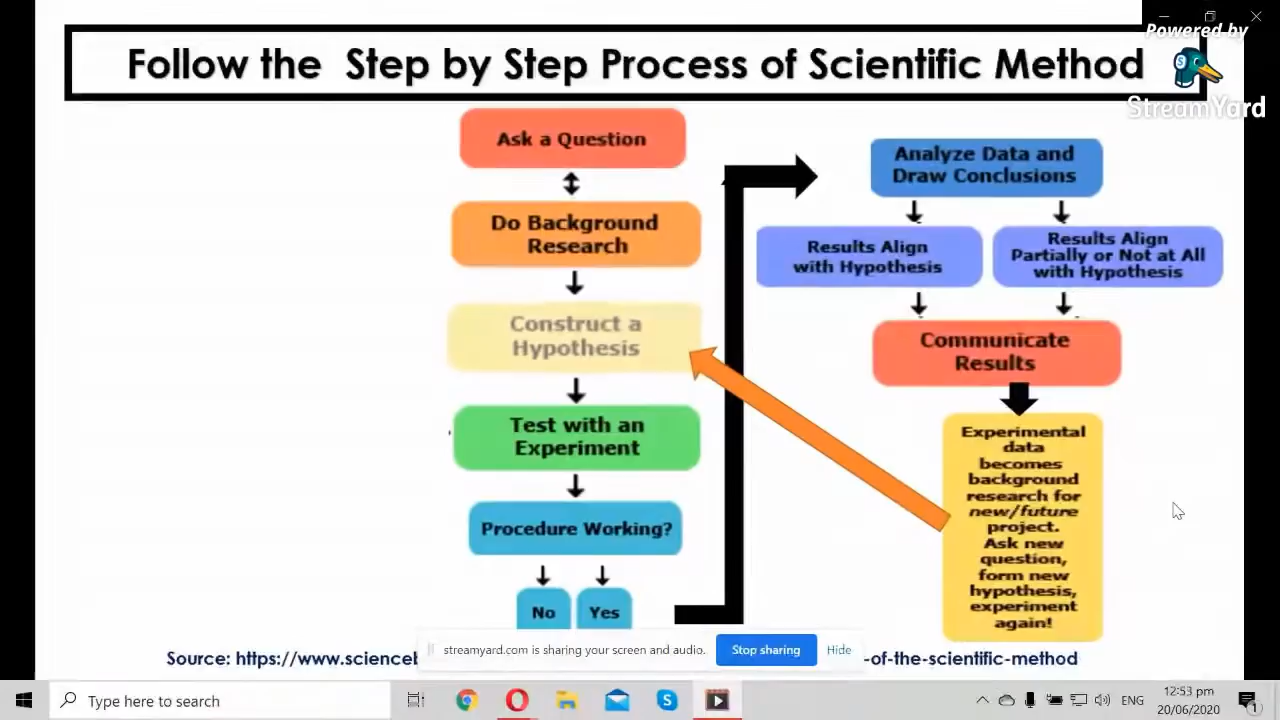 Powered by
StreamYard
Follow the Step by Step Process of Scientific Method
Ask a Question
Do Background
Research
Construct a
Hypothesis
Test with an
Experiment
Procedure Working?
No
Yes
Analyze Data and
Draw Conclusions
Results Align
with Hypothesis
Results Align
Partially or Not at All
with Hypothesis
Communicate
Results
Experimental
data
becomes
background
research for
new/future
project.
Ask new
question,
form new
hypothesis,
experiment
again!
Source: https://www.science
-of-the-scientific-method
streamyard.com is sharing your screen and audio.
Stop sharing
Hide
Type here to search
ENG
12:53 pm
20/06/2020
1